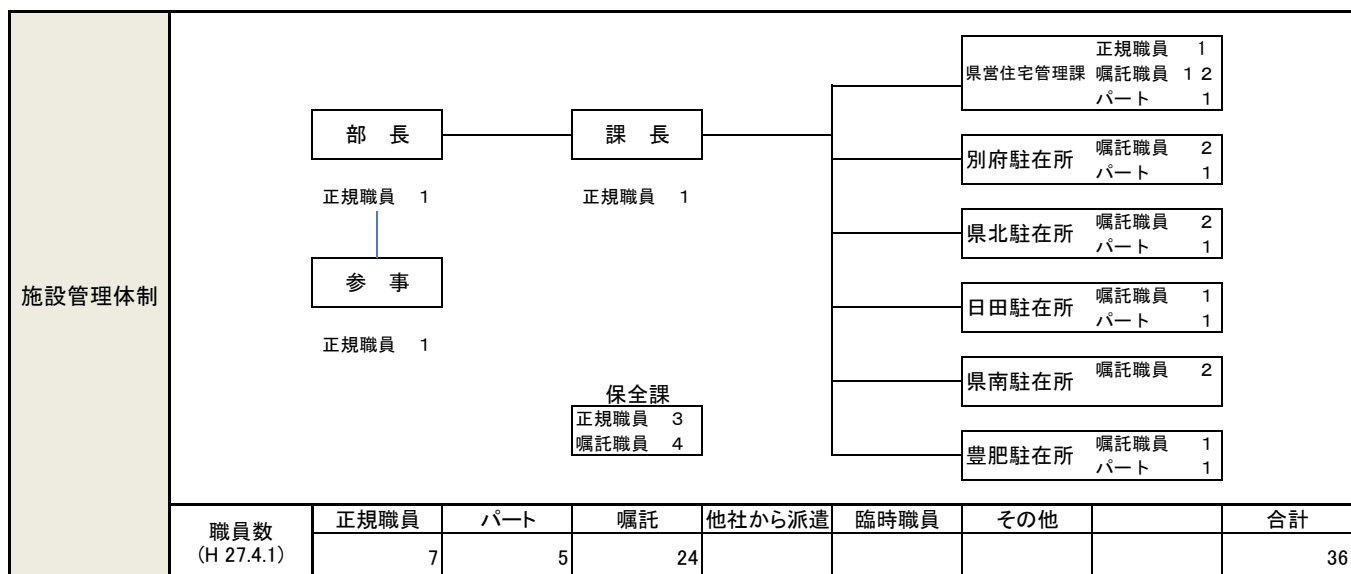 施設管理体制
部　長
正規職員　1
参　事
正規職員　1
課　長
正規職員　1
保全課
正規職員　3
嘱託職員　4
県営住宅管理課
正規職員　1
嘱託職員　1 2
パート　1
別府駐在所
嘱託職員　2
パート　1
県北駐在所
嘱託職員　2
パート　1
日田駐在所
嘱託職員　1
パート　1
県南駐在所
嘱託職員　2
豊肥駐在所
嘱託職員　1
パート　1
職員数
(H 27.4.1)
正規職員　パート　嘱託　他社から派遣　臨時職員　その他　合計
7　5　24　36